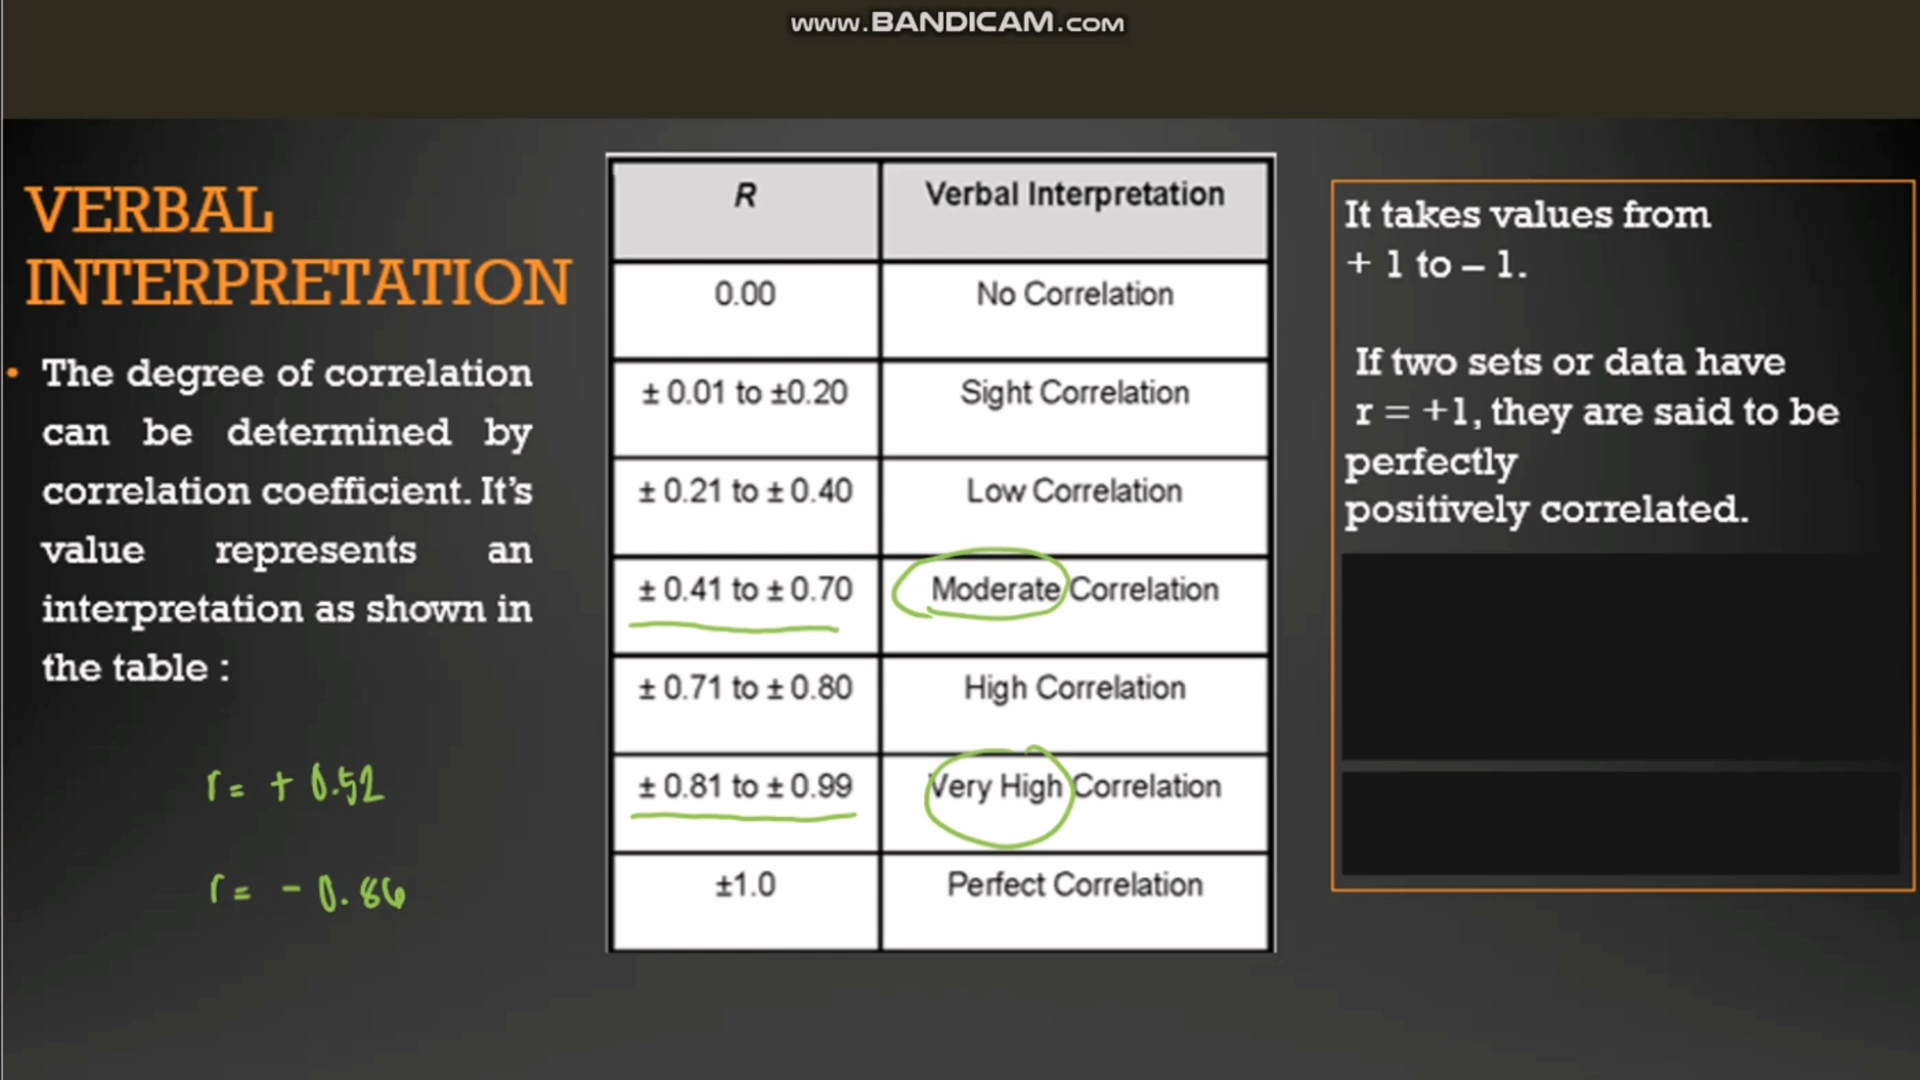 www.BANDICAM.com
VERBAL
INTERPRETATION
• The degree of correlation
can be determined by
correlation coefficient. It's
value represents an
interpretation as shown in
the table :
r= + 0.52
r= - 0.86
R Verbal Interpretation
0.00 No Correlation
± 0.01 to ±0.20 Sight Correlation
± 0.21 to ± 0.40 Low Correlation
± 0.41 to ± 0.70 Moderate Correlation
± 0.71 to ± 0.80 High Correlation
± 0.81 to ± 0.99 Very High Correlation
±1.0 Perfect Correlation
It takes values from
+ 1 to – 1.
If two sets or data have
r = +1, they are said to be
perfectly
positively correlated.